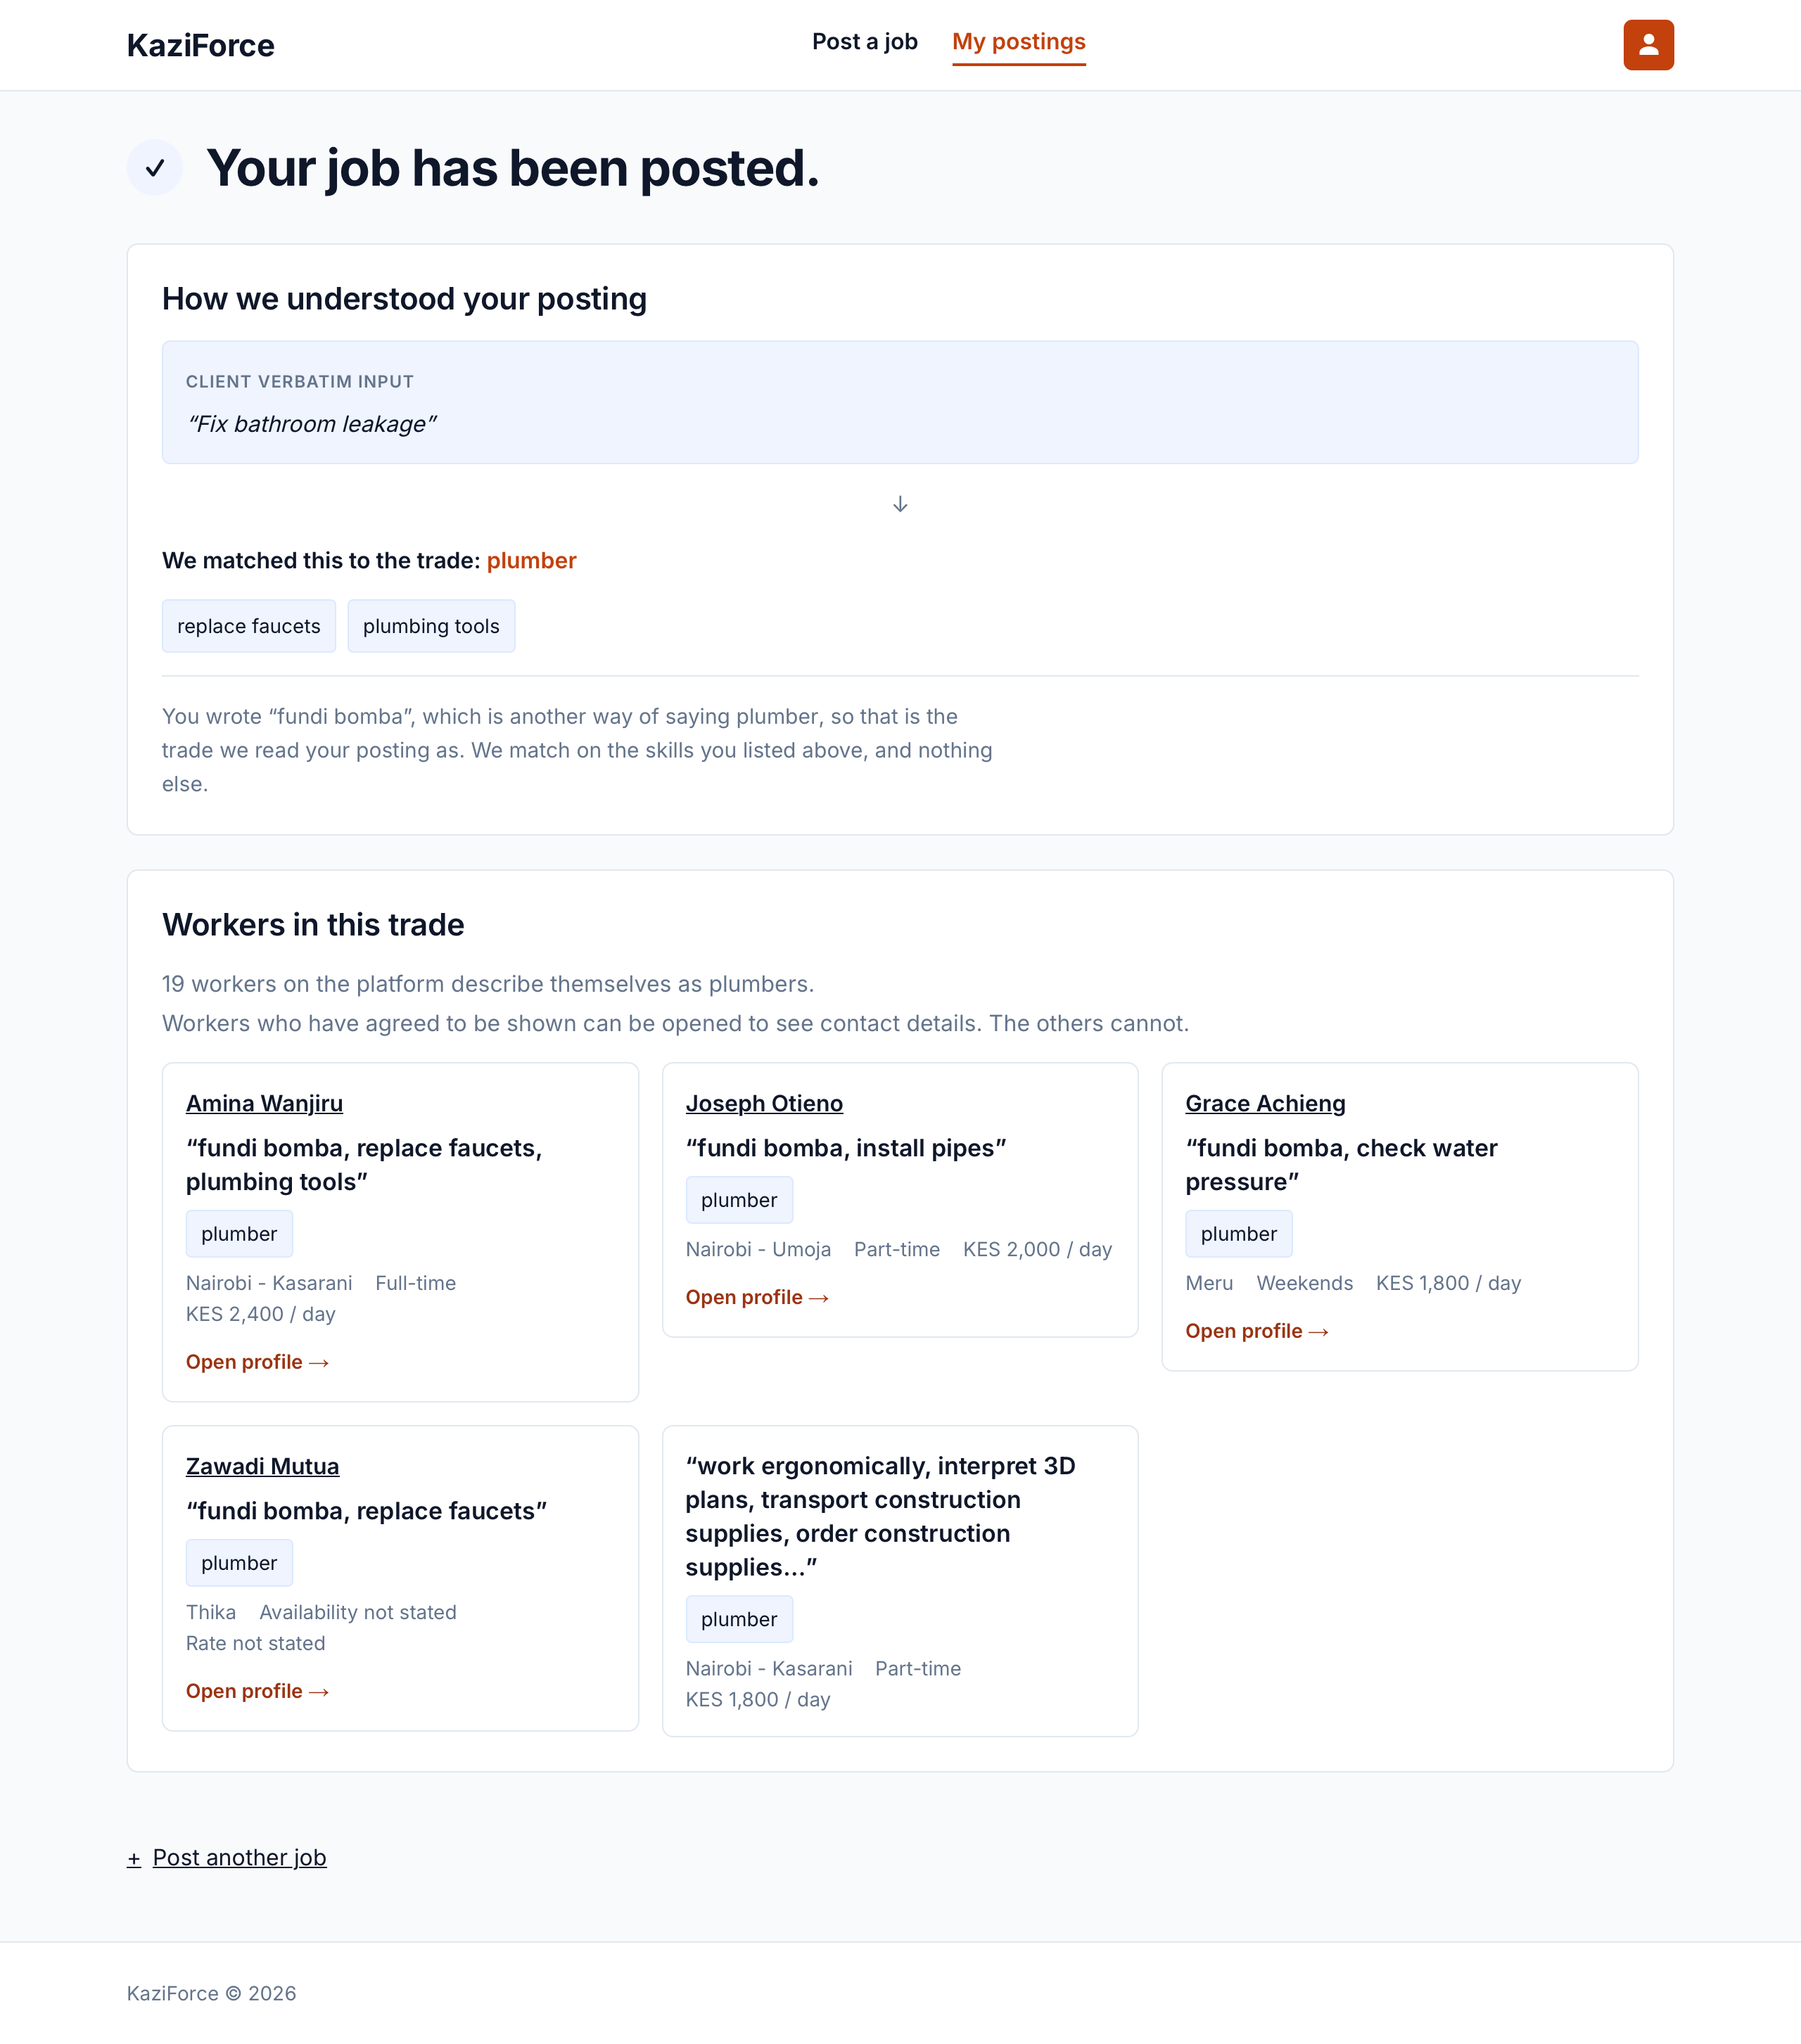 KaziForce
Post a job
My postings
Your job has been posted.
How we understood your posting
CLIENT VERBATIM INPUT
“Fix bathroom leakage”
↓
We matched this to the trade: plumber
replace faucets
plumbing tools
You wrote “fundi bomba”, which is another way of saying plumber, so that is the
trade we read your posting as. We match on the skills you listed above, and nothing
else.
Workers in this trade
19 workers on the platform describe themselves as plumbers.
Workers who have agreed to be shown can be opened to see contact details. The others cannot.
Amina Wanjiru
“fundi bomba, replace faucets,
plumbing tools”
plumber
Nairobi - Kasarani Full-time
KES 2,400 / day
Open profile →
Joseph Otieno
“fundi bomba, install pipes”
plumber
Nairobi - Umoja Part-time KES 2,000 / day
Open profile →
Grace Achieng
“fundi bomba, check water
pressure”
plumber
Meru Weekends KES 1,800 / day
Open profile →
Zawadi Mutua
“fundi bomba, replace faucets”
plumber
Thika Availability not stated
Rate not stated
Open profile →
“work ergonomically, interpret 3D
plans, transport construction
supplies, order construction
supplies…”
plumber
Nairobi - Kasarani Part-time
KES 1,800 / day
+ Post another job
KaziForce © 2026